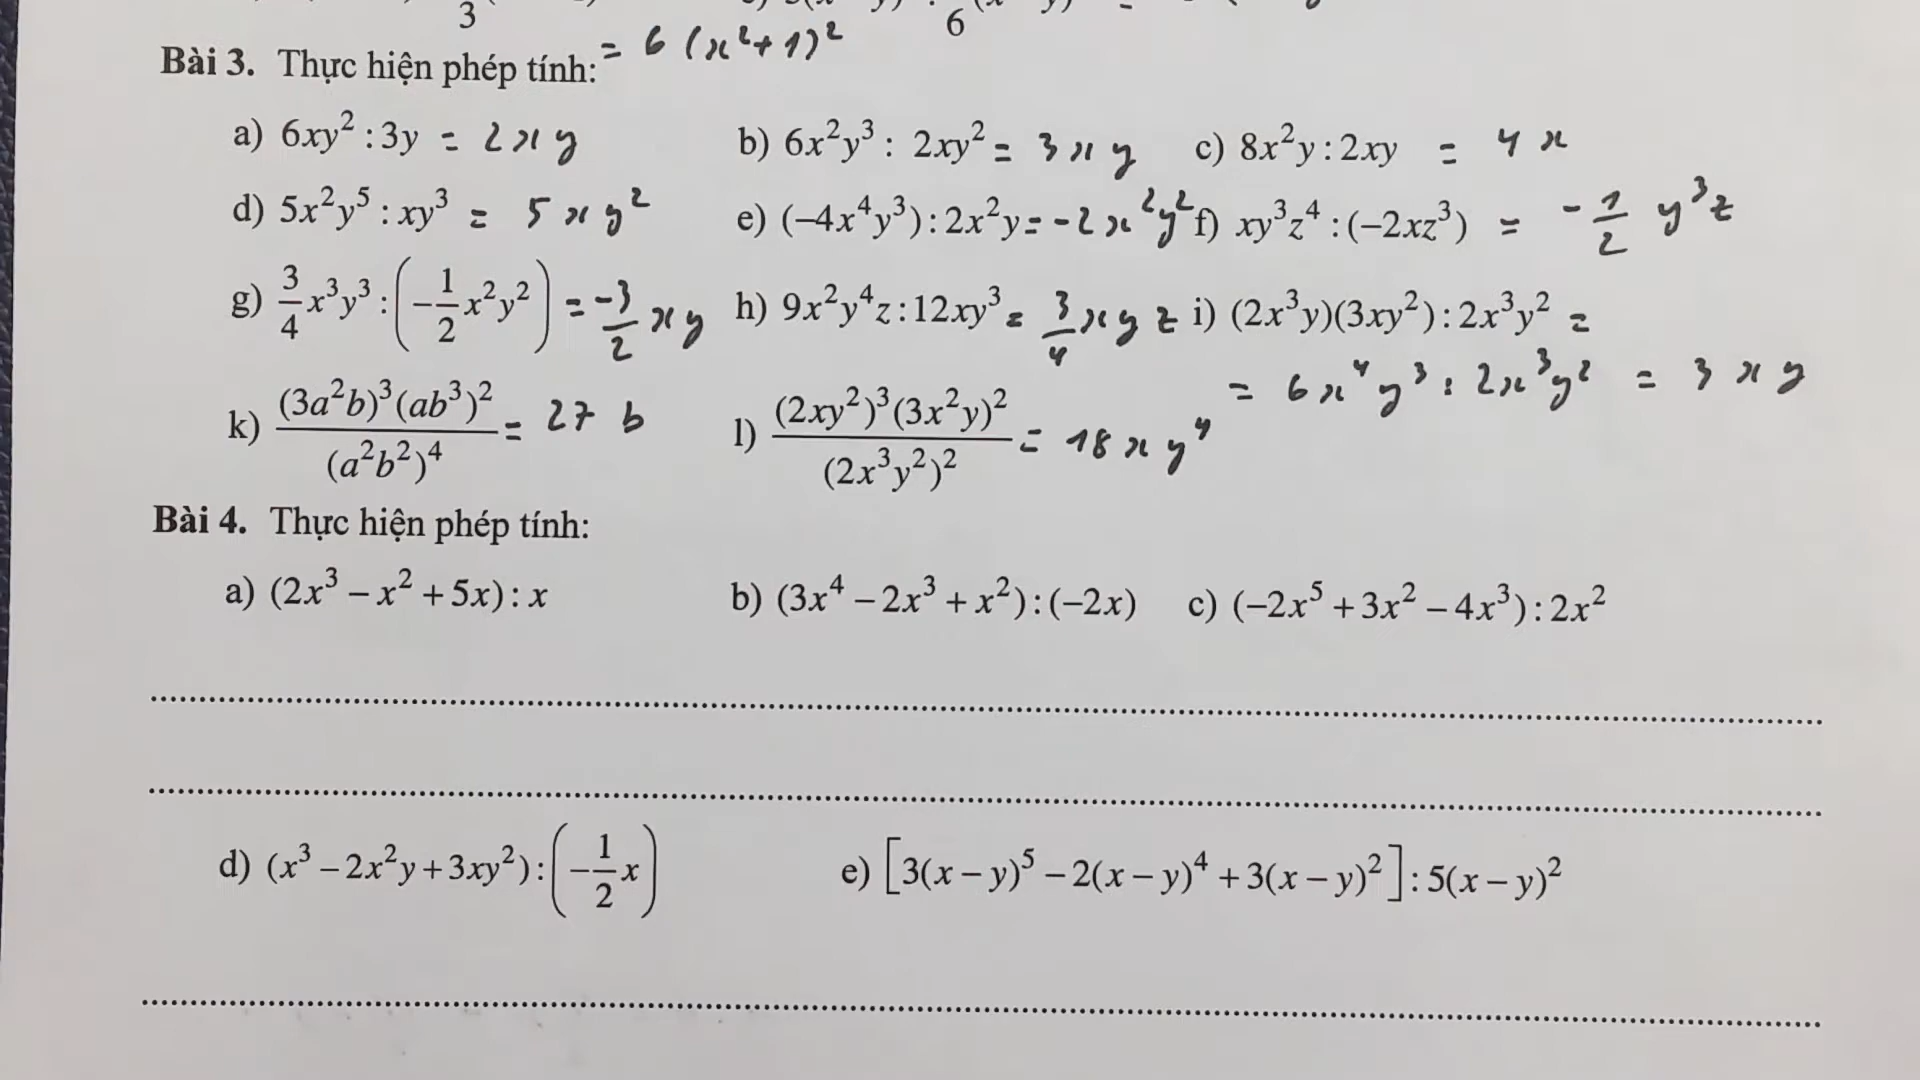 3
6
= 6 (x²+1)²
Bài 3. Thực hiện phép tính:
a) 6xy² : 3y = 2xy b) 6x²y³ : 2xy² = 3xy c) 8x²y : 2xy = 4x
d) 5x²y⁵ : xy³ = 5xy² e) (−4x⁴y³) : 2x²y = -2x²y² f) xy³z⁴ : (−2xz³) = -1/2 y³z
g) 3/4 x³y³ : (−1/2 x²y²) = -3/2 xy h) 9x²y⁴z : 12xy³ = 3/4 xyz i) (2x³y)(3xy²) : 2x³y² =
= 6x⁴y³ : 2x³y² = 3xy
k) (3a²b)³(ab³)²/(a²b²)⁴ = 27b l) (2xy²)³(3x²y)²/(2x³y²)² = 18xy⁴
Bài 4. Thực hiện phép tính:
a) (2x³ − x² + 5x) : x b) (3x⁴ − 2x³ + x²) : (−2x) c) (−2x⁵ + 3x² − 4x³) : 2x²
d) (x³ − 2x²y + 3xy²) : (−1/2 x) e) [3(x − y)⁵ − 2(x − y)⁴ + 3(x − y)²] : 5(x − y)²